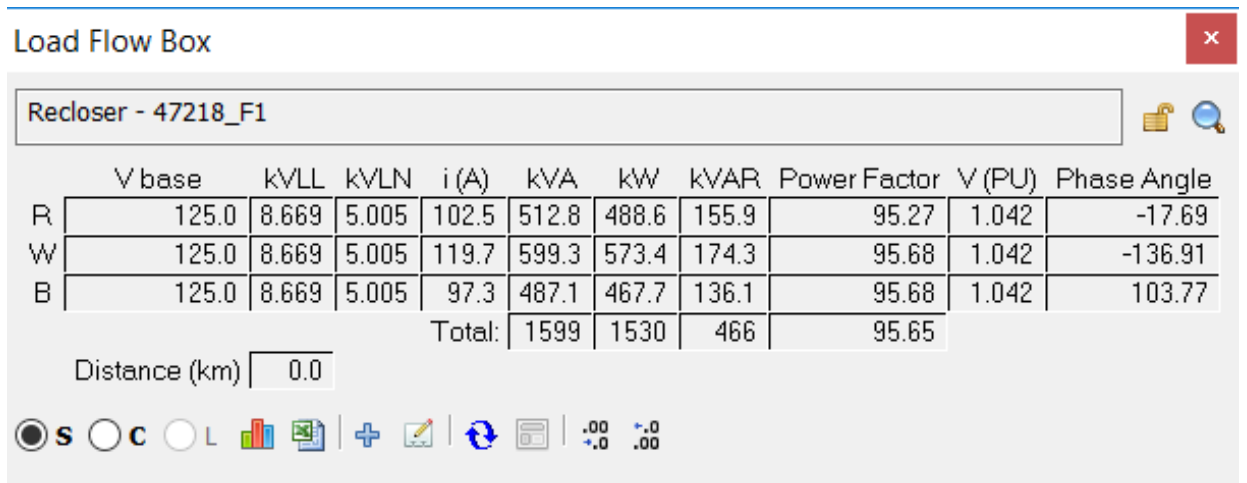 Load Flow Box
Recloser - 47218_F1
V base kVLL kVLN i (A) kVA kW kVAR Power Factor V (PU) Phase Angle
R 125.0 8.669 5.005 102.5 512.8 488.6 155.9 95.27 1.042 -17.69
W 125.0 8.669 5.005 119.7 599.3 573.4 174.3 95.68 1.042 -136.91
B 125.0 8.669 5.005 97.3 487.1 467.7 136.1 95.68 1.042 103.77
Total: 1599 1530 466 95.65
Distance (km) 0.0
S C L .00 .0 .0 .00